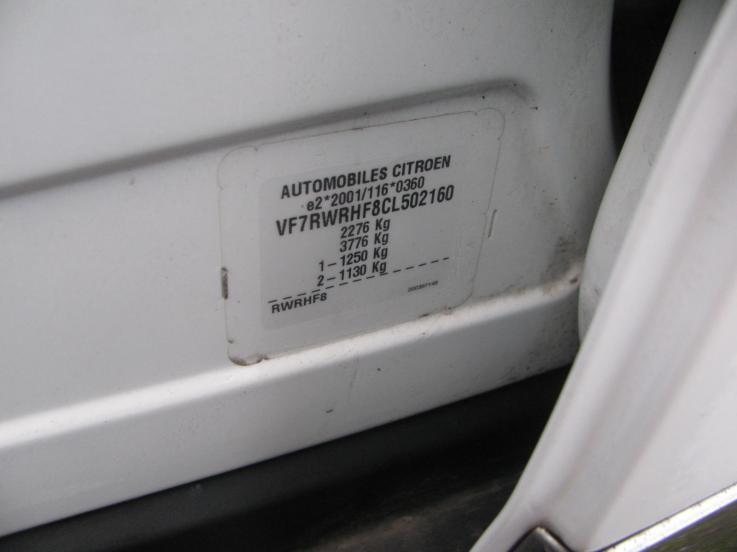 AUTOMOBILES CITROEN
e2*2001/116*0360
VF7RWRHF8CL502160
2276 Kg
3776 Kg
1-1250 Kg
2-1130 Kg
RWRHF8